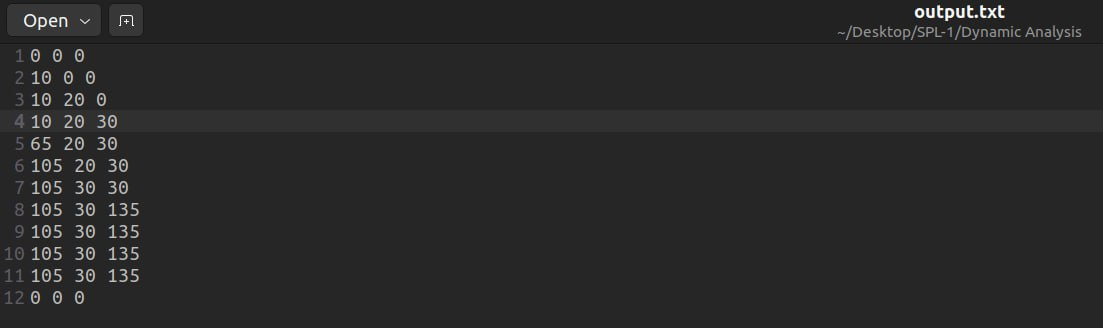 Open
output.txt
~/Desktop/SPL-1/Dynamic Analysis
1 0 0 0
2 10 0 0
3 10 20 0
4 10 20 30
5 65 20 30
6 105 20 30
7 105 30 30
8 105 30 135
9 105 30 135
10 105 30 135
11 105 30 135
12 0 0 0